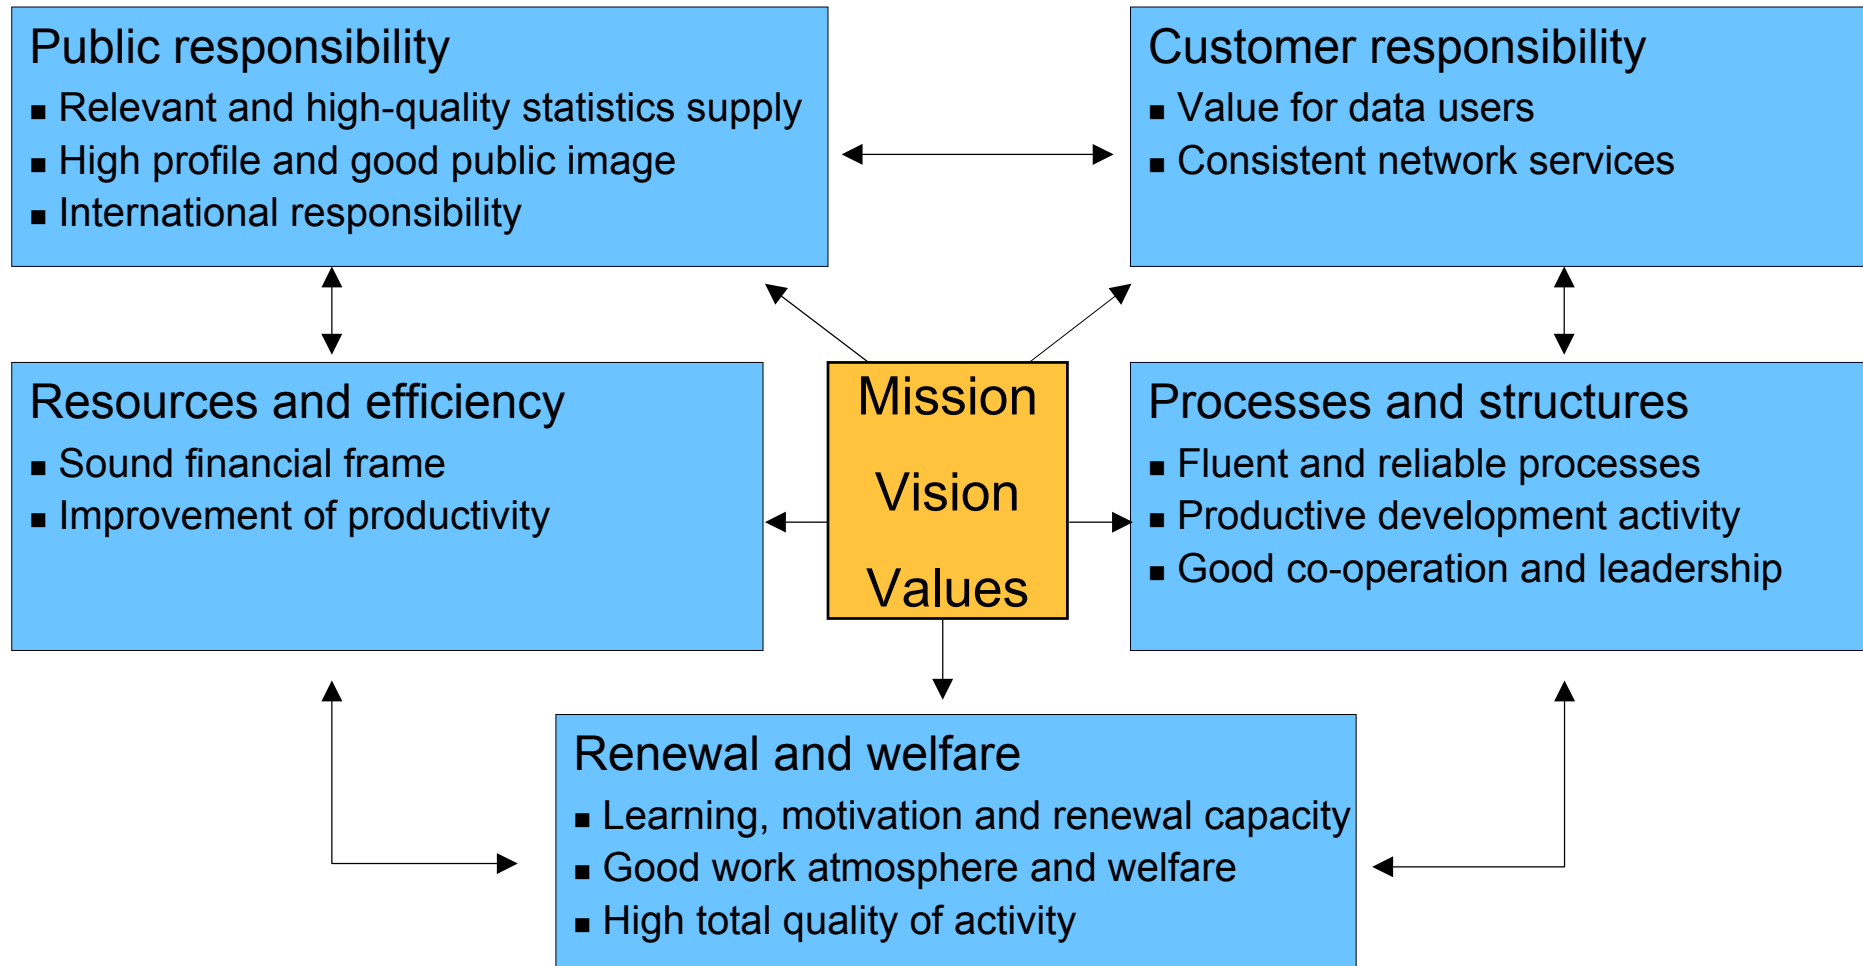 Public responsibility
▪ Relevant and high-quality statistics supply
▪ High profile and good public image
▪ International responsibility
Customer responsibility
▪ Value for data users
▪ Consistent network services
Resources and efficiency
▪ Sound financial frame
▪ Improvement of productivity
Mission
Vision
Values
Processes and structures
▪ Fluent and reliable processes
▪ Productive development activity
▪ Good co-operation and leadership
Renewal and welfare
▪ Learning, motivation and renewal capacity
▪ Good work atmosphere and welfare
▪ High total quality of activity